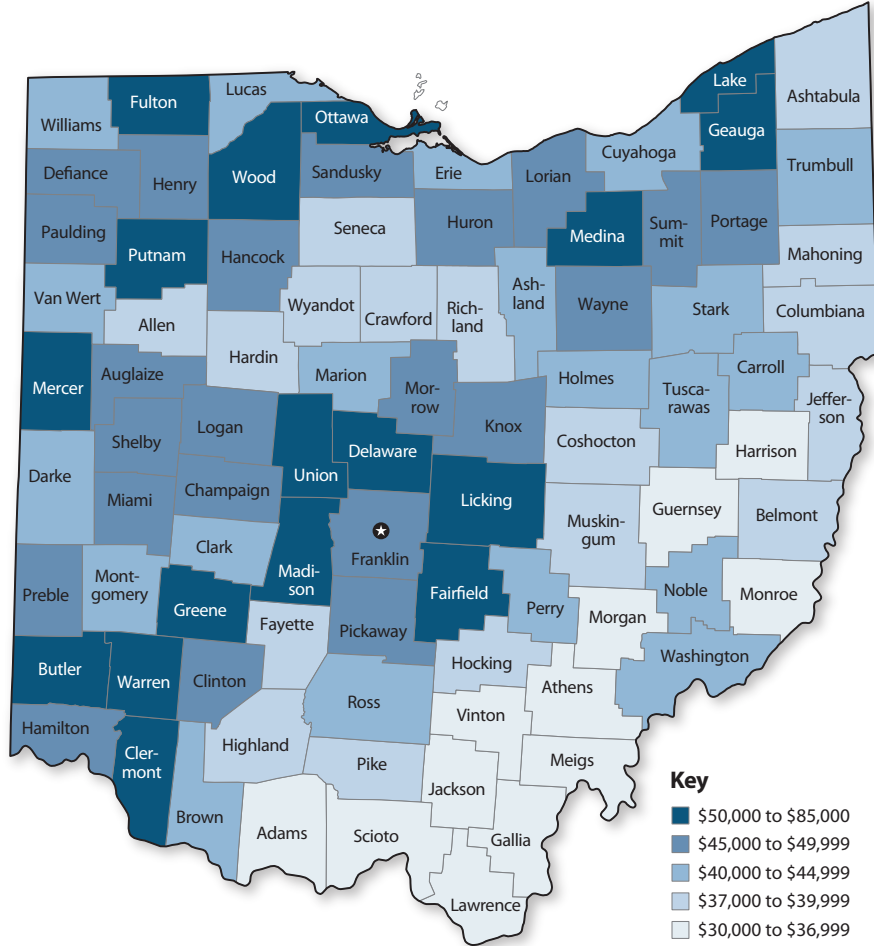 Lake
Ashtabula
Fulton
Lucas
Ottawa
Geauga
Williams
Cuyahoga
Trumbull
Defiance
Henry
Wood
Sandusky
Erie
Lorian
Paulding
Huron
Medina
Sum-
mit
Portage
Seneca
Putnam
Hancock
Mahoning
Van Wert
Wyandot
Crawford
Rich-
land
Ash-
land
Wayne
Stark
Columbiana
Allen
Hardin
Mercer
Auglaize
Marion
Mor-
row
Holmes
Tusca-
rawas
Carroll
Jeffer-
son
Logan
Knox
Shelby
Coshocton
Harrison
Delaware
Union
Darke
Champaign
Licking
Miami
Guernsey
Belmont
Muskin-
gum
Clark
Franklin
Preble
Mont-
gomery
Greene
Madi-
son
Fairfield
Perry
Noble
Monroe
Morgan
Fayette
Pickaway
Washington
Butler
Warren
Clinton
Hocking
Athens
Ross
Vinton
Hamilton
Highland
Cler-
mont
Pike
Meigs
Jackson
Brown
Adams
Scioto
Gallia
Lawrence
Key
$50,000 to $85,000
$45,000 to $49,999
$40,000 to $44,999
$37,000 to $39,999
$30,000 to $36,999